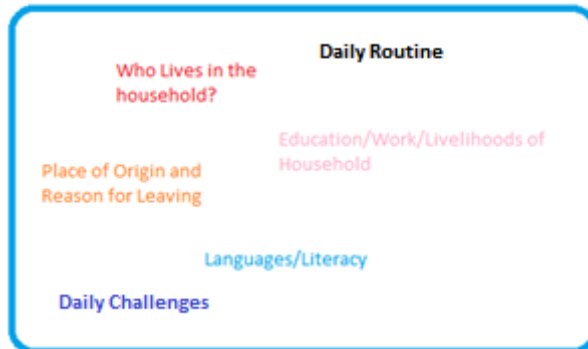 Daily Routine
Who Lives in the
household?
Education/Work/Livelihoods of
Household
Place of Origin and
Reason for Leaving
Languages/Literacy
Daily Challenges